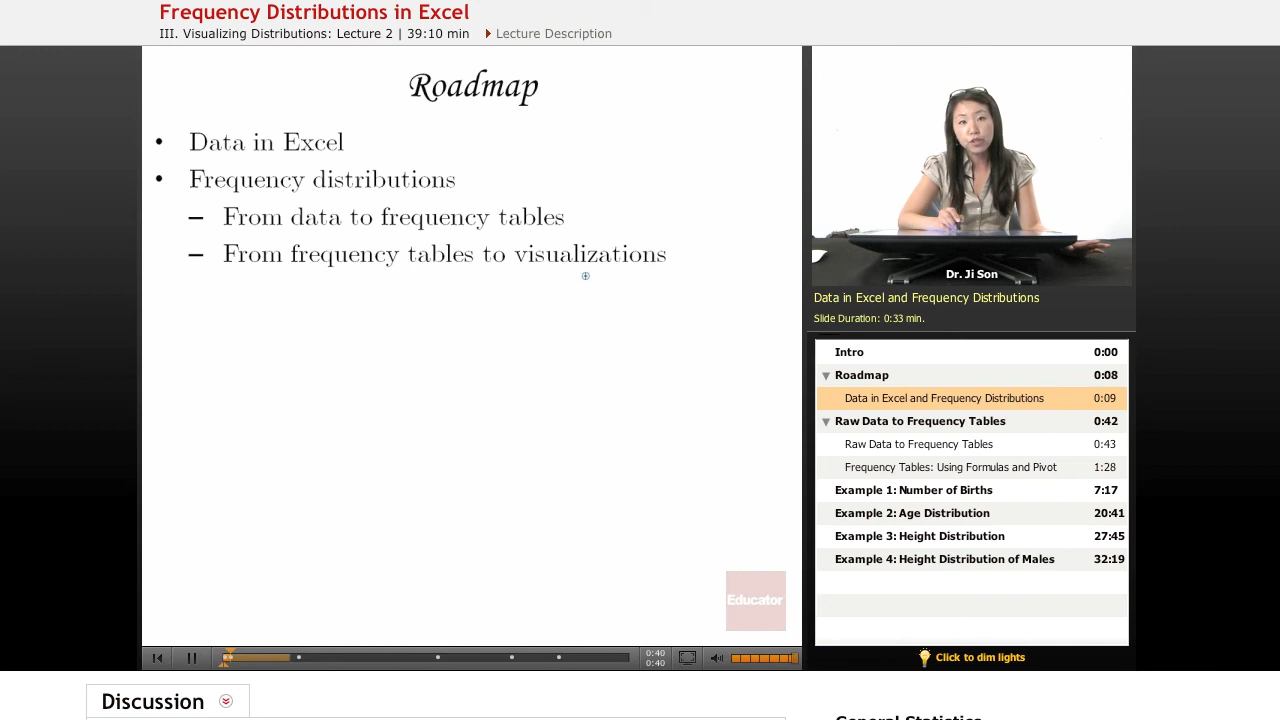 Frequency Distributions in Excel
III. Visualizing Distributions: Lecture 2 | 39:10 min Lecture Description
Roadmap
• Data in Excel
• Frequency distributions
– From data to frequency tables
– From frequency tables to visualizations
Educator
0:40
0:40
Dr. Ji Son
Data in Excel and Frequency Distributions
Slide Duration: 0:33 min.
Intro 0:00
Roadmap 0:08
Data in Excel and Frequency Distributions 0:09
Raw Data to Frequency Tables 0:42
Raw Data to Frequency Tables 0:43
Frequency Tables: Using Formulas and Pivot 1:28
Example 1: Number of Births 7:17
Example 2: Age Distribution 20:41
Example 3: Height Distribution 27:45
Example 4: Height Distribution of Males 32:19
Click to dim lights
Discussion
General Statistics